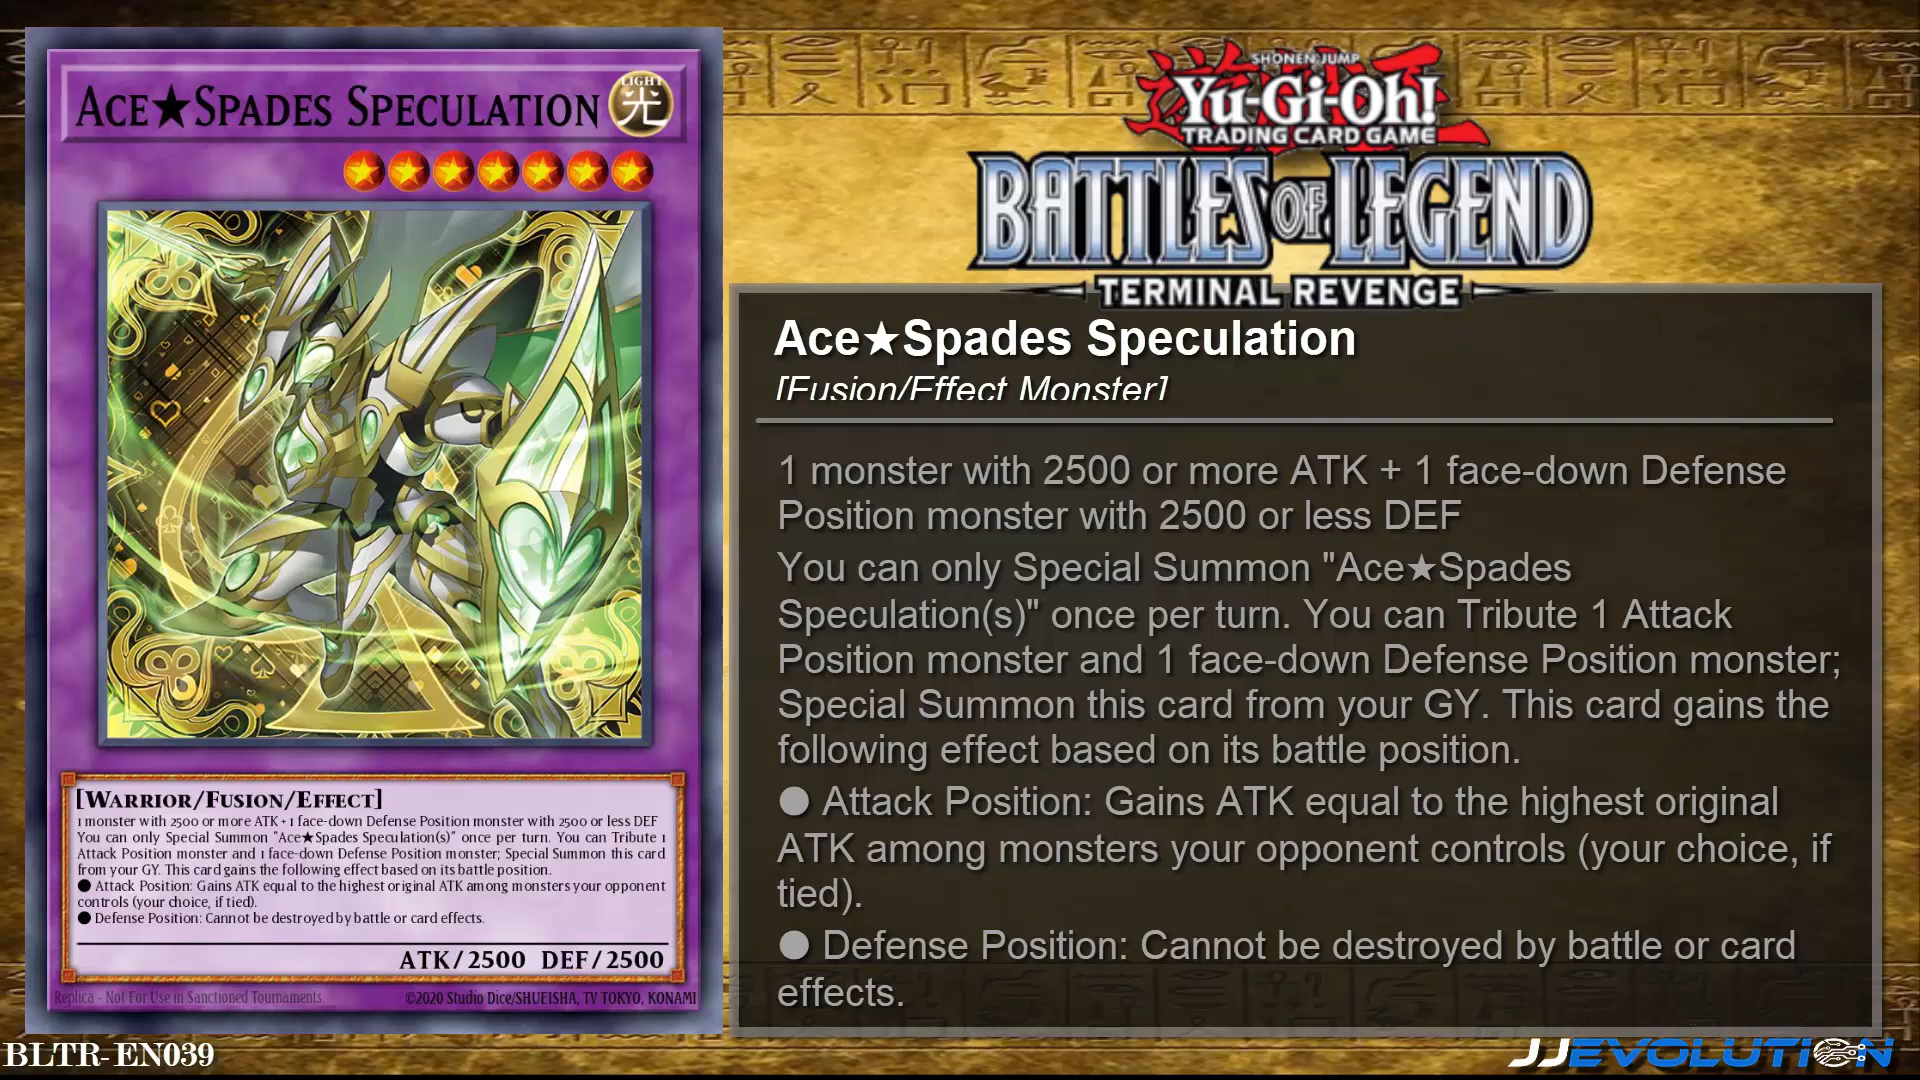 Ace★Spades Speculation
LIGHT
光
[Warrior/Fusion/Effect]
1 monster with 2500 or more ATK + 1 face-down Defense Position monster with 2500 or less DEF
You can only Special Summon "Ace★Spades Speculation(s)" once per turn. You can Tribute 1
Attack Position monster and 1 face-down Defense Position monster; Special Summon this card
from your GY. This card gains the following effect based on its battle position.
● Attack Position: Gains ATK equal to the highest original ATK among monsters your opponent
controls (your choice, if tied).
● Defense Position: Cannot be destroyed by battle or card effects.
ATK/2500 DEF/2500
Replica - Not For Use in Sanctioned Tournaments
©2020 Studio Dice/SHUEISHA, TV TOKYO, KONAMI
BLTR-EN039
SHONEN JUMP
Yu-Gi-Oh!
TRADING CARD GAME
BATTLES OF LEGEND
TERMINAL REVENGE
Ace★Spades Speculation
[Fusion/Effect Monster]
1 monster with 2500 or more ATK + 1 face-down Defense
Position monster with 2500 or less DEF
You can only Special Summon "Ace★Spades
Speculation(s)" once per turn. You can Tribute 1 Attack
Position monster and 1 face-down Defense Position monster;
Special Summon this card from your GY. This card gains the
following effect based on its battle position.
● Attack Position: Gains ATK equal to the highest original
ATK among monsters your opponent controls (your choice, if
tied).
● Defense Position: Cannot be destroyed by battle or card
effects.
JJEVOLUTION